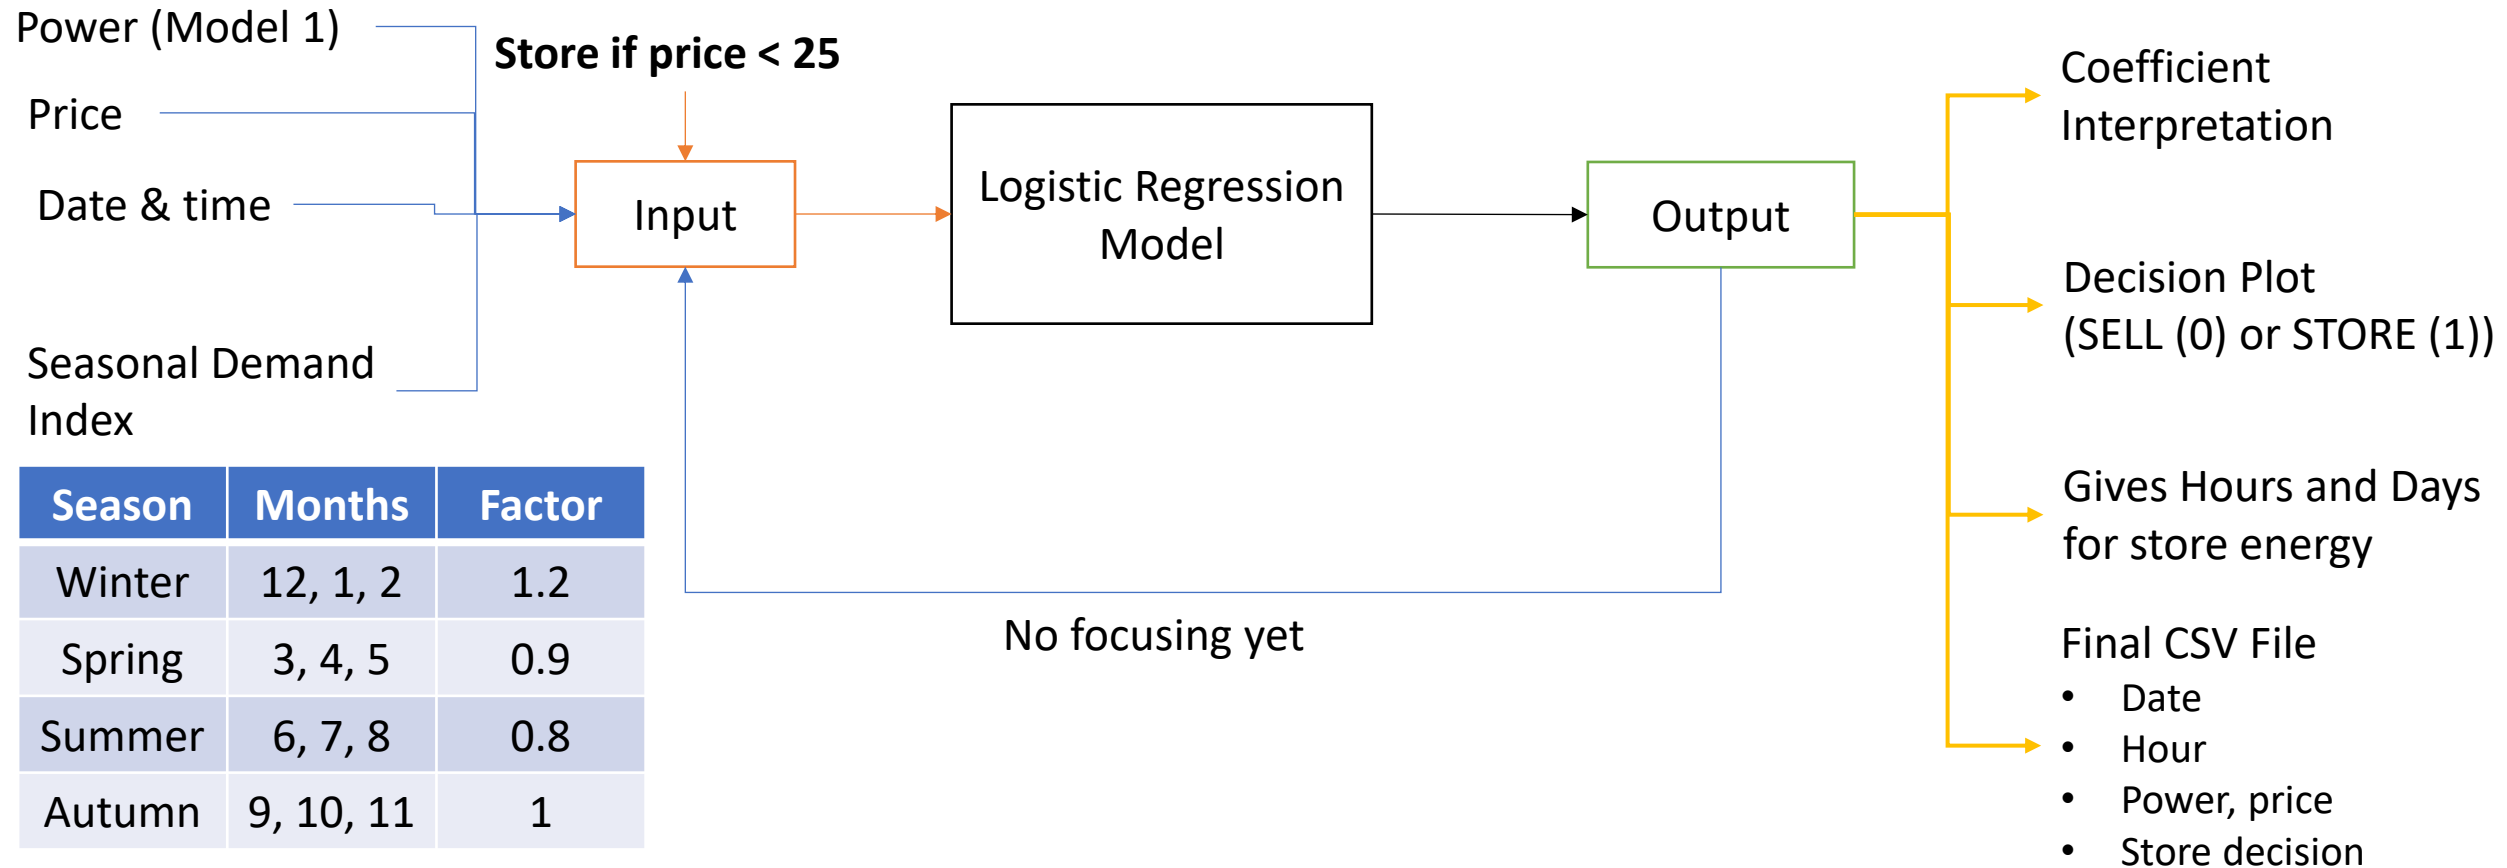 Power (Model 1)
Price
Date & time
Seasonal Demand
Index
Store if price < 25
Input
Logistic Regression
Model
Output
No focusing yet
Coefficient
Interpretation
Decision Plot
(SELL (0) or STORE (1))
Gives Hours and Days
for store energy
Final CSV File
• Date
• Hour
• Power, price
• Store decision
Season Months Factor
Winter 12, 1, 2 1.2
Spring 3, 4, 5 0.9
Summer 6, 7, 8 0.8
Autumn 9, 10, 11 1